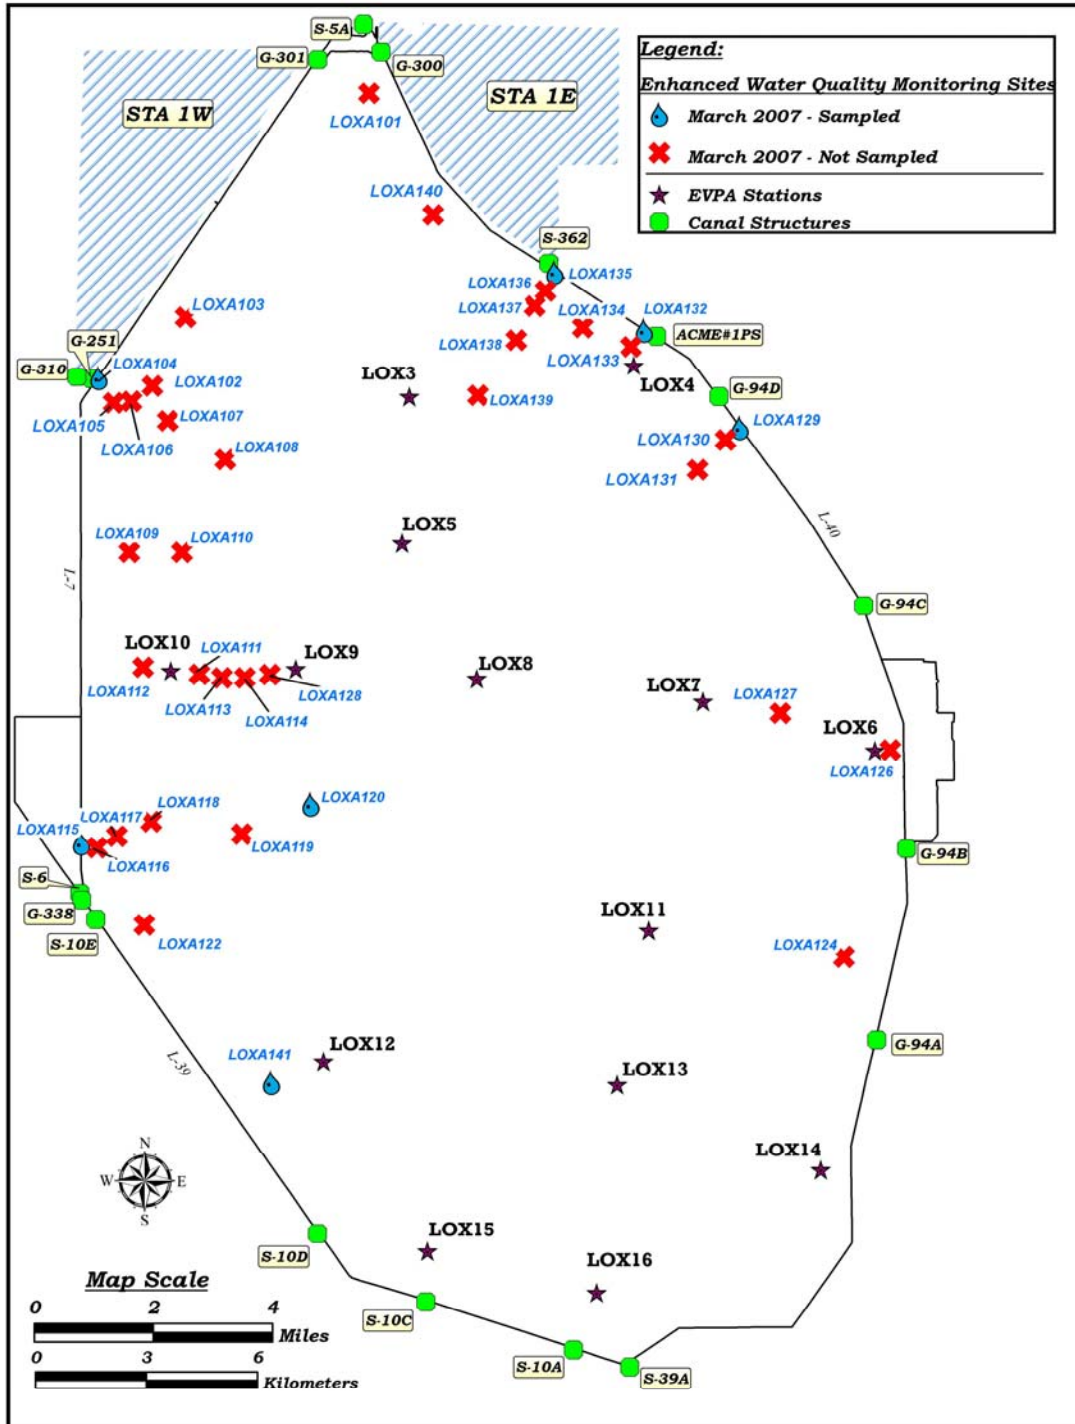 S-5A
G-301
G-300
STA 1W
STA 1E
LOXA101
Legend:
Enhanced Water Quality Monitoring Sites
March 2007 - Sampled
March 2007 - Not Sampled
EVPA Stations
Canal Structures
LOXA140
S-362
LOXA135
LOXA136
LOXA137
LOXA134
LOXA132
LOXA103
ACME#1PS
G-251
LOXA138
LOXA133
G-310
LOXA104
LOXA102
LOX3
LOX4
LOXA139
G-94D
LOXA105
LOXA107
LOXA106
LOXA108
LOXA129
LOXA130
LOXA131
LOX5
L-40
LOXA109
LOXA110
L-7
G-94C
LOX10
LOXA111
LOX9
LOX8
LOXA112
LOXA113
LOXA114
LOXA128
LOX7
LOXA127
LOX6
LOXA126
LOXA120
LOXA118
LOXA117
LOXA115
LOXA119
LOXA116
G-94B
S-6
G-338
S-10E
LOX11
LOXA122
LOXA124
LOX12
G-94A
LOXA141
L-39
LOX13
N
W E
S
LOX14
LOX15
S-10D
LOX16
Map Scale
0 2 4
Miles
S-10C
0 3 6
Kilometers
S-10A
S-39A